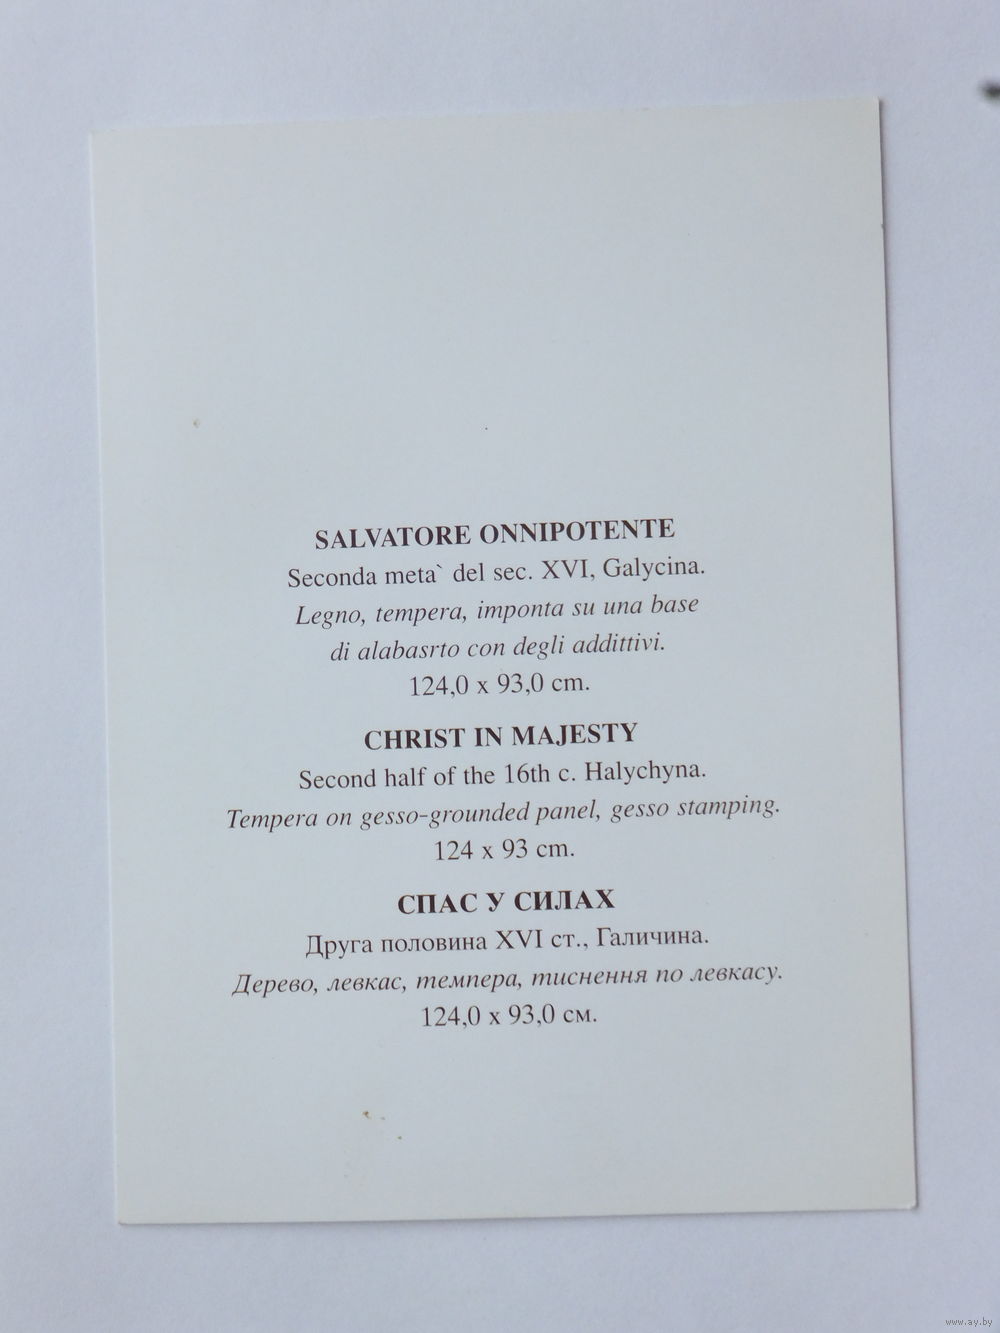 SALVATORE ONNIPOTENTE
Seconda meta` del sec. XVI, Galycina.
Legno, tempera, imponta su una base
di alabasrto con degli addittivi.
124,0 x 93,0 cm.
CHRIST IN MAJESTY
Second half of the 16th c. Halychyna.
Tempera on gesso-grounded panel, gesso stamping.
124 x 93 cm.
СПАС У СИЛАХ
Друга половина XVI ст., Галичина.
Дерево, левкас, темпера, тиснення по левкасу.
124,0 х 93,0 см.
www.ay.by